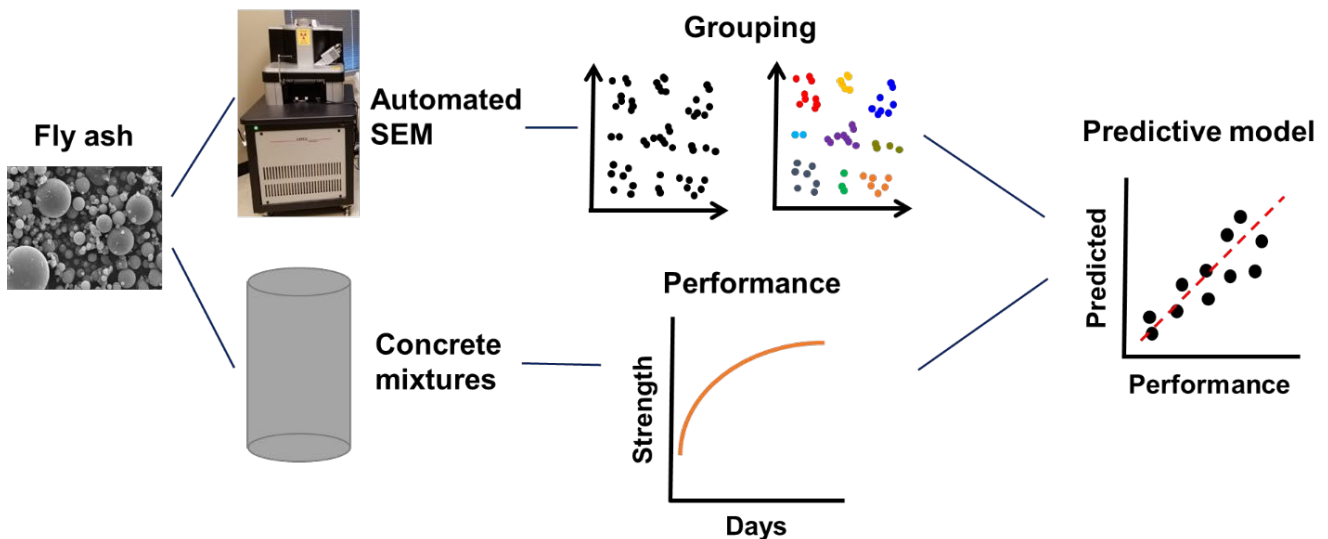 Fly ash
Automated
SEM
Grouping
Concrete
mixtures
Performance
Strength
Days
Predictive model
Predicted
Performance